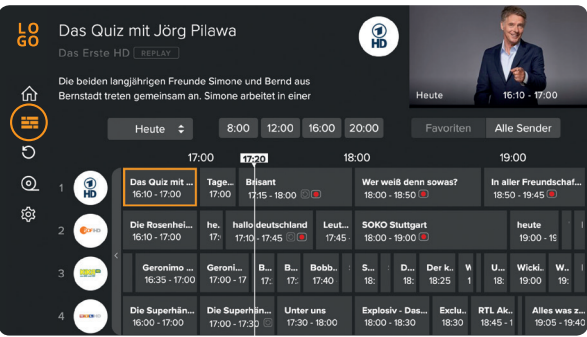 LO
GO
Das Quiz mit Jörg Pilawa
Das Erste HD REPLAY
Die beiden langjährigen Freunde Simone und Bernd aus
Bernstadt treten gemeinsam an. Simone arbeitet in einer
HD
Heute 16:10 - 17:00
Heute 8:00 12:00 16:00 20:00 Favoriten Alle Sender
17:00 17:20 18:00 19:00
1 HD Das Quiz mit ... Tage... Brisant Wer weiß denn sowas? In aller Freundschaf...
16:10 - 17:00 17:00 17:15 - 18:00 18:00 - 18:50 18:50 - 19:45
2 Die Rosenhei... he. hallo deutschland Leut... SOKO Stuttgart heute
16:10 - 17:00 17: 17:10 - 17:45 17:45 - 18:00 - 19:00 19:00 - 19
3 Geronimo ... Geroni... B... B... Bobb.. S... D... Der k.. W U... Wicki.. W..
16:35 - 17:00 17:00 - 17 17: 17: 17:40 18: 18: 18:25 1 18: 19:00 19:
4 Die Superhän... Die Superhän... Unter uns Explosiv - Das... Exclu.. RTL Ak.. Alles was z...
16:00 - 17:00 17:00 - 17:30 17:30 - 18:00 18:00 - 18:30 18:30 18:45 - 1 19:05 - 19:40